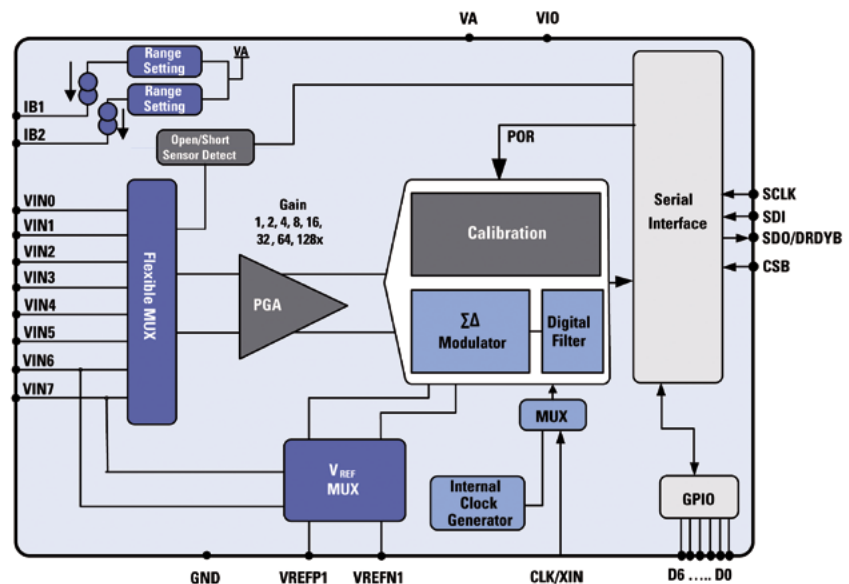 VA
VIO
Range
Setting
VA
Range
Setting
IB1
IB2
Open/Short
Sensor Detect
POR
VIN0
VIN1
VIN2
VIN3
VIN4
VIN5
VIN6
VIN7
Flexible MUX
Gain
1, 2, 4, 8, 16,
32, 64, 128x
PGA
Calibration
ΣΔ
Modulator
Digital
Filter
Serial
Interface
SCLK
SDI
SDO/DRDYB
CSB
MUX
VREF
MUX
Internal
Clock
Generator
GPIO
GND
VREFP1
VREFN1
CLK/XIN
D6 ..... D0